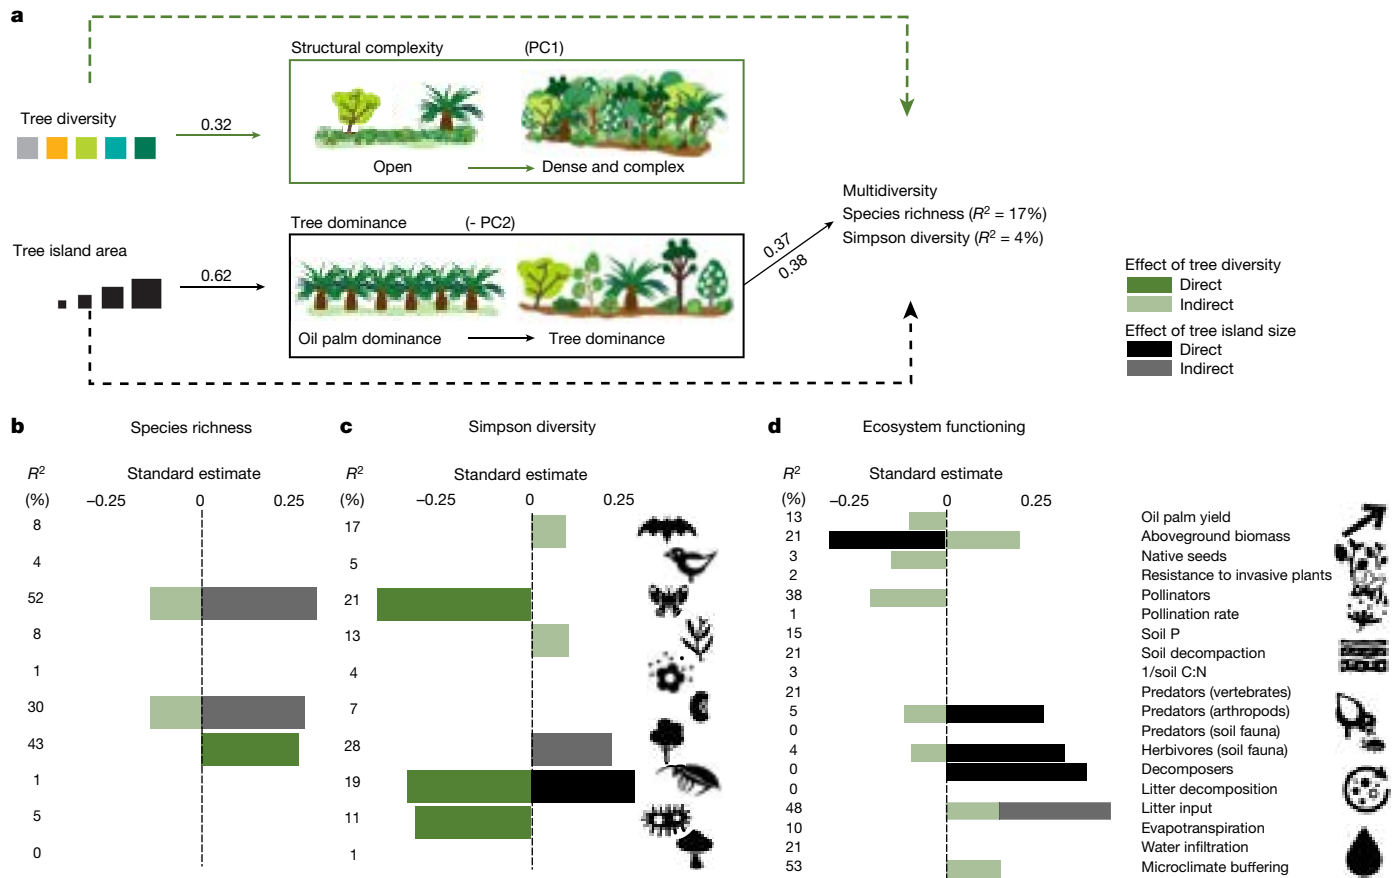 a
Structural complexity (PC1)
Tree diversity
0.32
Open
Dense and complex
Multidiversity
Species richness (R² = 17%)
Simpson diversity (R² = 4%)
Tree dominance (- PC2)
Tree island area
0.62
0.37
0.38
Oil palm dominance
Tree dominance
Effect of tree diversity
Direct
Indirect
Effect of tree island size
Direct
Indirect
b Species richness
R² (%)
Standard estimate
−0.25 0 0.25
8
4
52
8
1
30
43
1
5
0
c Simpson diversity
R² (%)
Standard estimate
−0.25 0 0.25
17
5
21
13
4
7
28
19
11
1
d Ecosystem functioning
R² (%)
Standard estimate
−0.25 0 0.25
13 Oil palm yield
21 Aboveground biomass
3 Native seeds
2 Resistance to invasive plants
38 Pollinators
1 Pollination rate
15 Soil P
21 Soil decompaction
3 1/soil C:N
21 Predators (vertebrates)
5 Predators (arthropods)
0 Predators (soil fauna)
4 Herbivores (soil fauna)
0 Decomposers
0 Litter decomposition
48 Litter input
10 Evapotranspiration
21 Water infiltration
53 Microclimate buffering